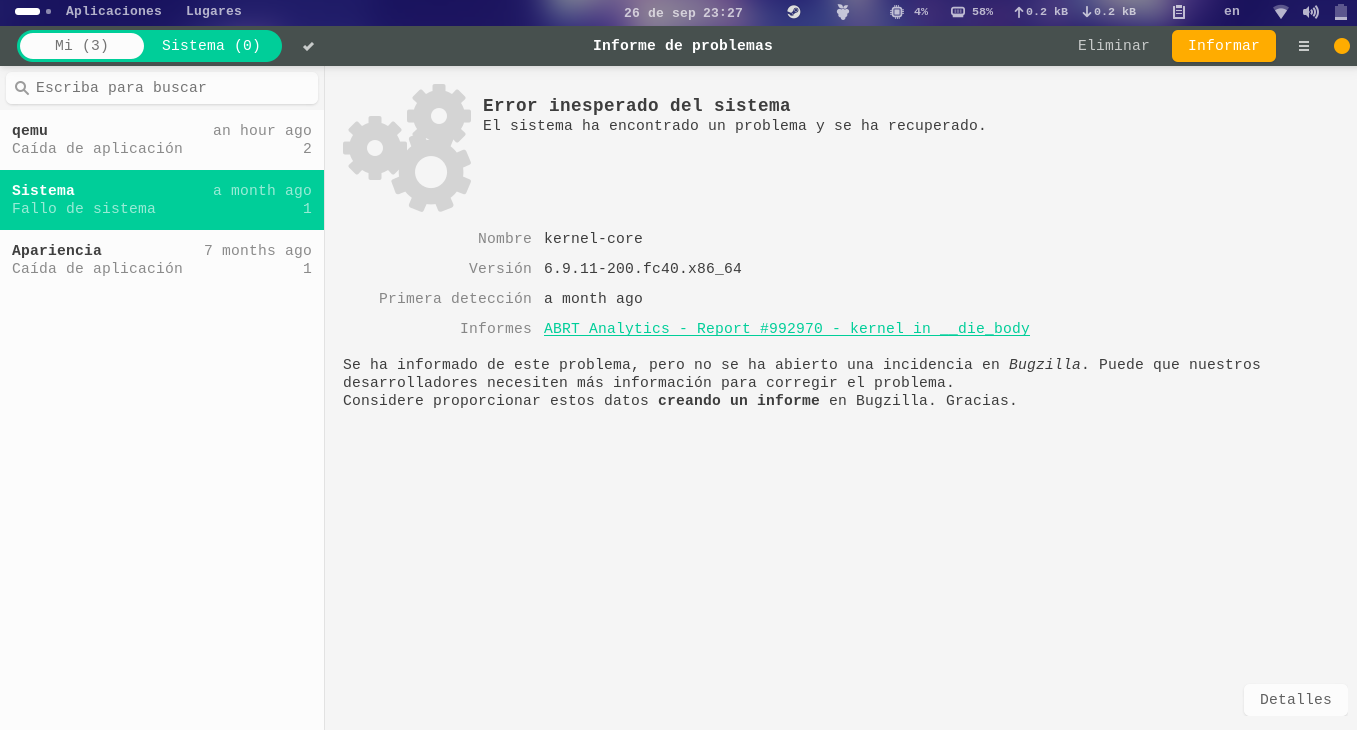 Aplicaciones Lugares 26 de sep 23:27 4% 58% 0.2 kB 0.2 kB en
Mi (3) Sistema (0) Informe de problemas Eliminar Informar
Escriba para buscar
qemu an hour ago
Caída de aplicación 2
Sistema a month ago
Fallo de sistema 1
Apariencia 7 months ago
Caída de aplicación 1
Error inesperado del sistema
El sistema ha encontrado un problema y se ha recuperado.
Nombre kernel-core
Versión 6.9.11-200.fc40.x86_64
Primera detección a month ago
Informes ABRT Analytics - Report #992970 - kernel in __die_body
Se ha informado de este problema, pero no se ha abierto una incidencia en Bugzilla. Puede que nuestros
desarrolladores necesiten más información para corregir el problema.
Considere proporcionar estos datos creando un informe en Bugzilla. Gracias.
Detalles